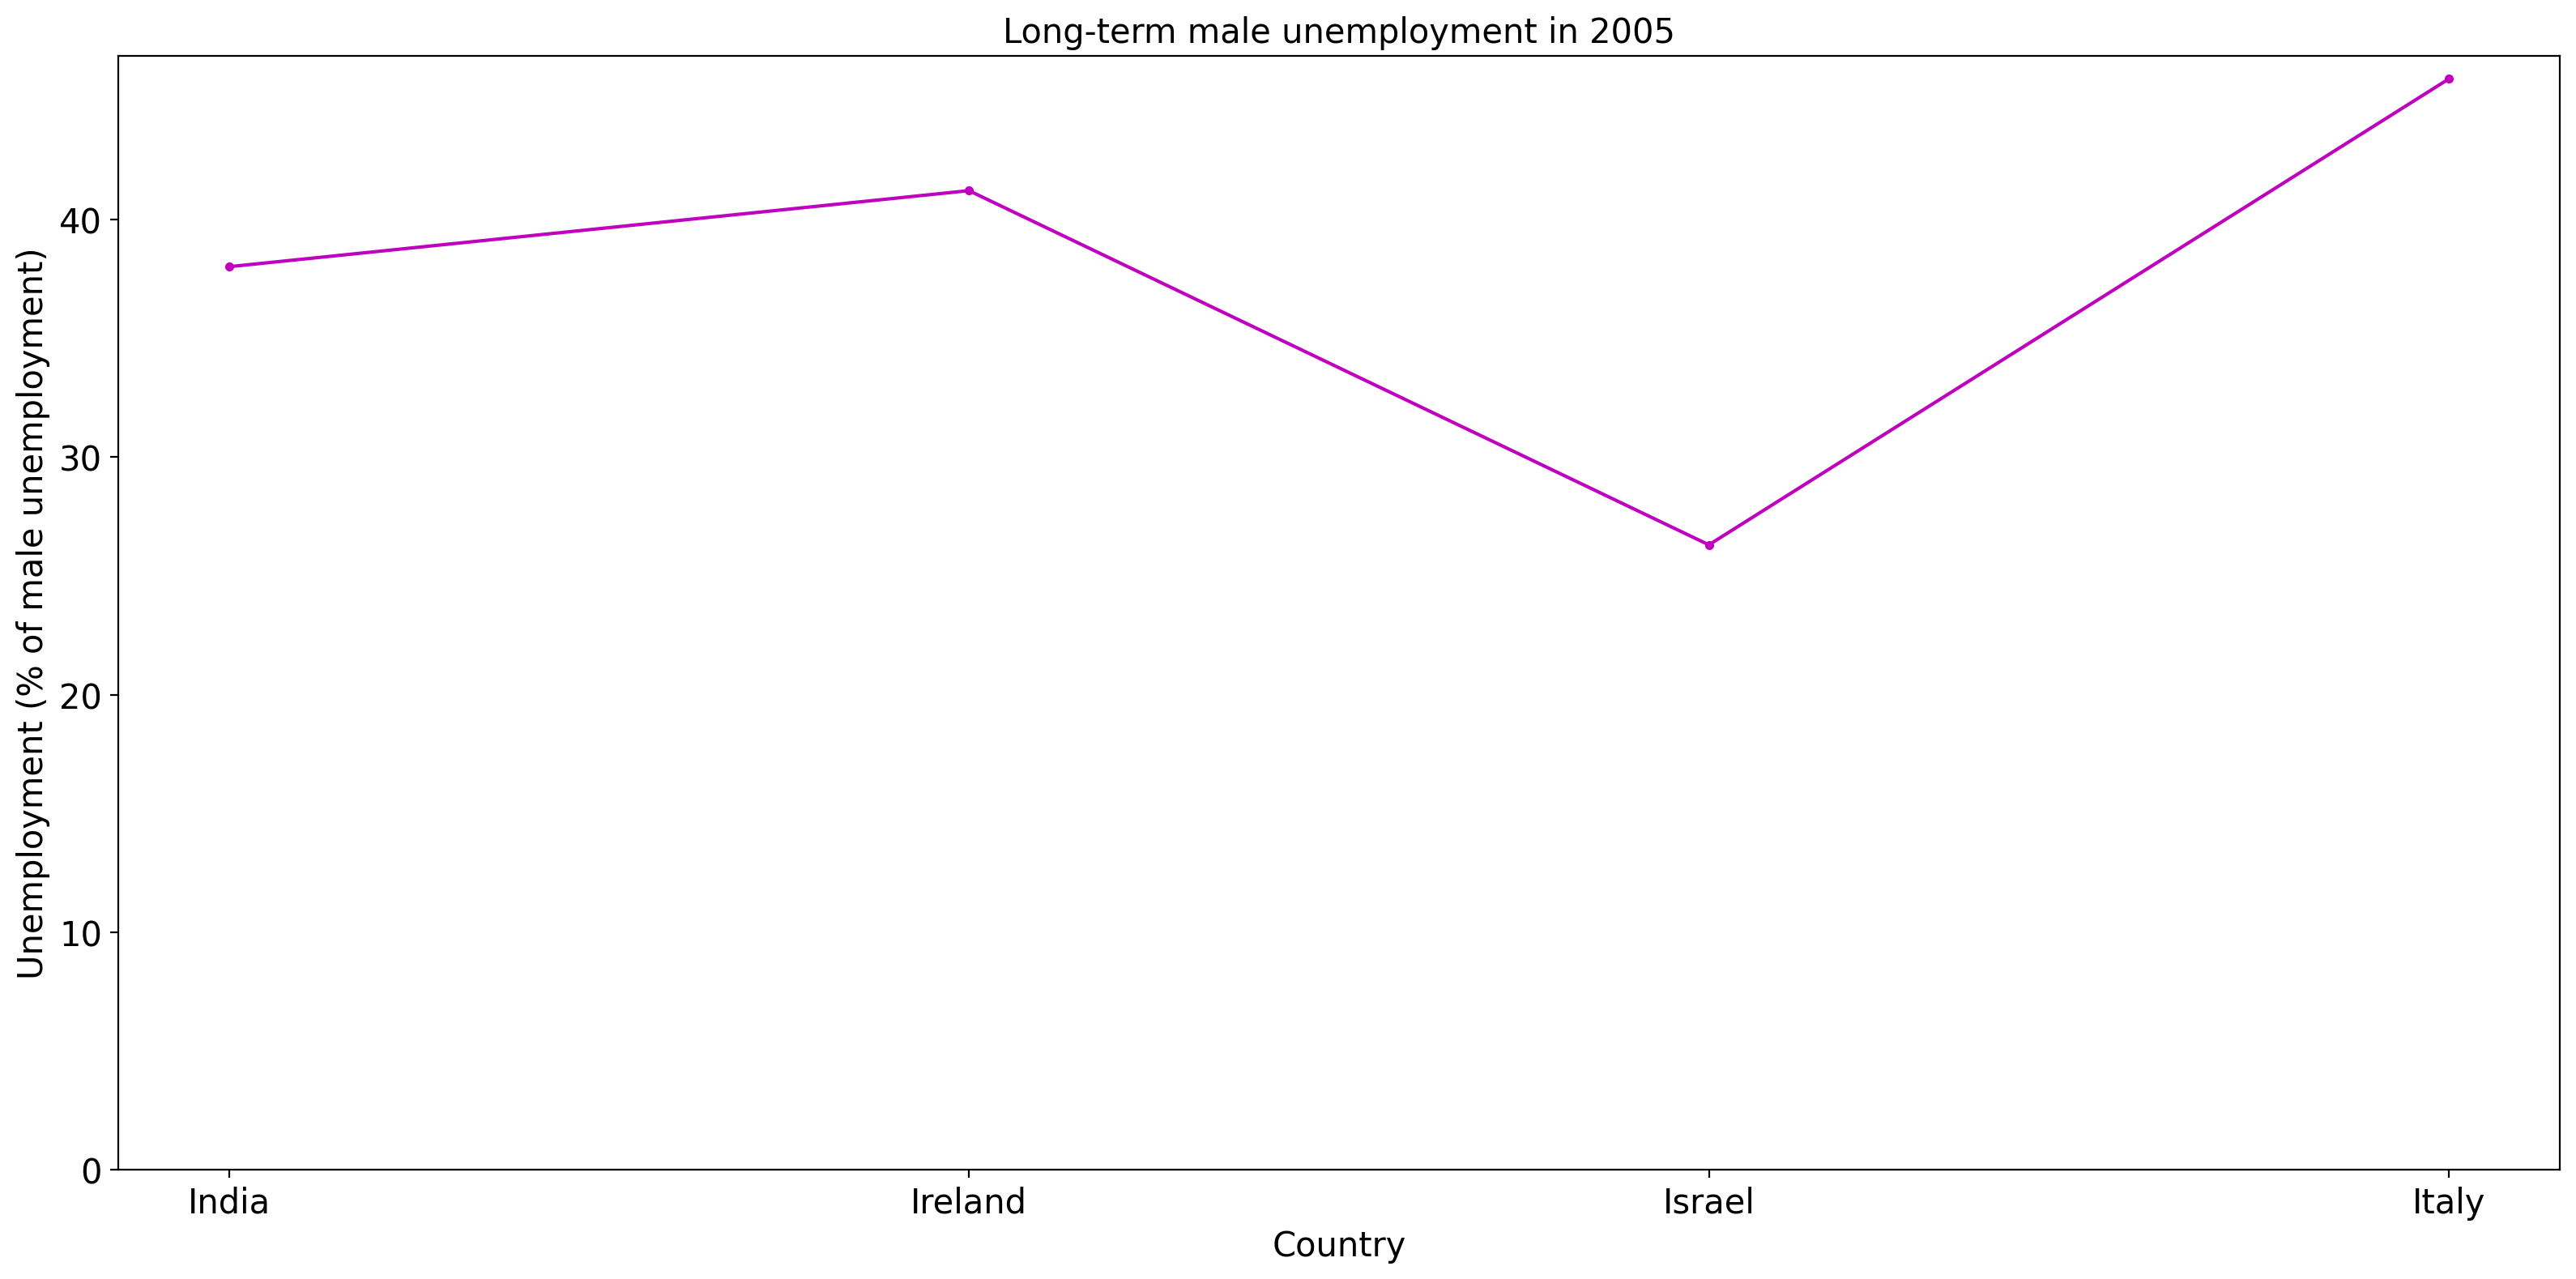 Long-term male unemployment in 2005
Unemployment (% of male unemployment)
40
30
20
10
0
India
Ireland
Israel
Italy
Country